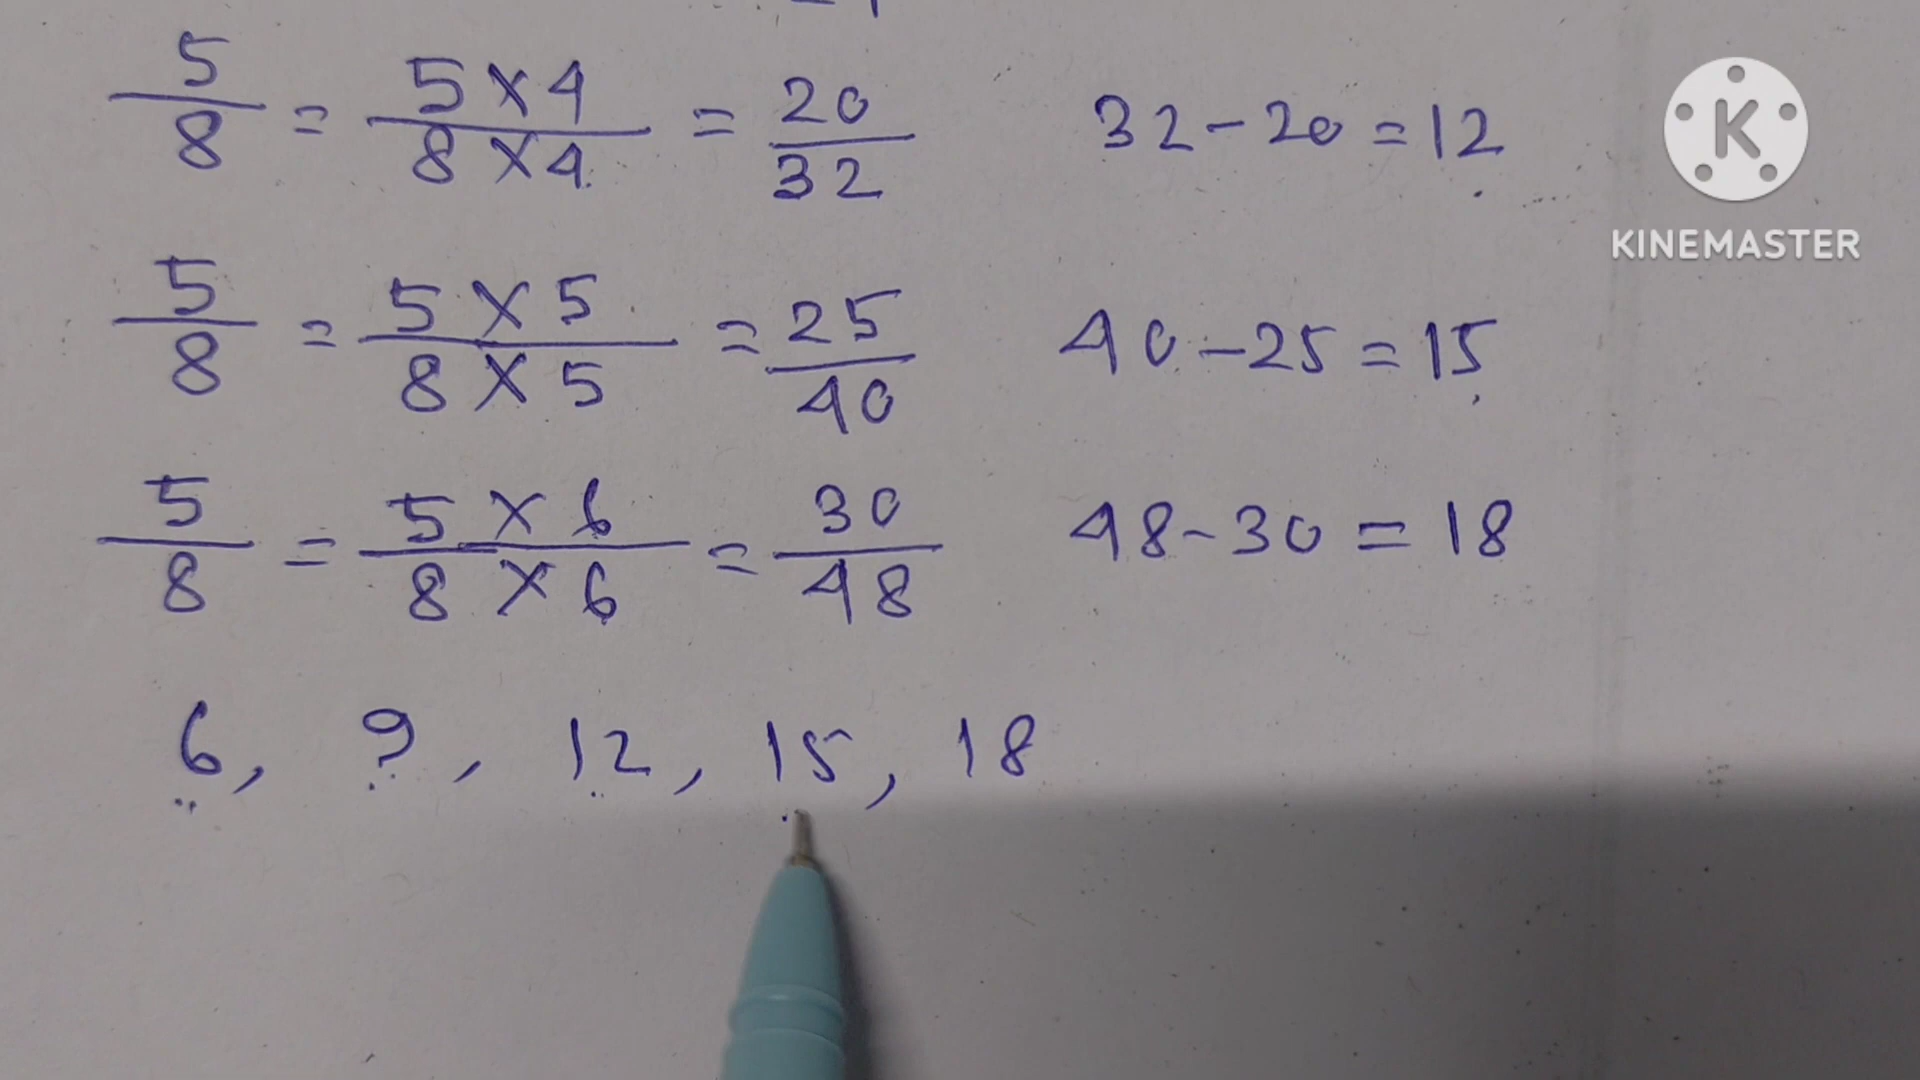 5/8 = 5×4/8×4 = 20/32 32-20=12
5/8 = 5×5/8×5 = 25/40 40-25=15
5/8 = 5×6/8×6 = 30/48 48-30=18
6, ?, 12, 15, 18
K
KINEMASTER